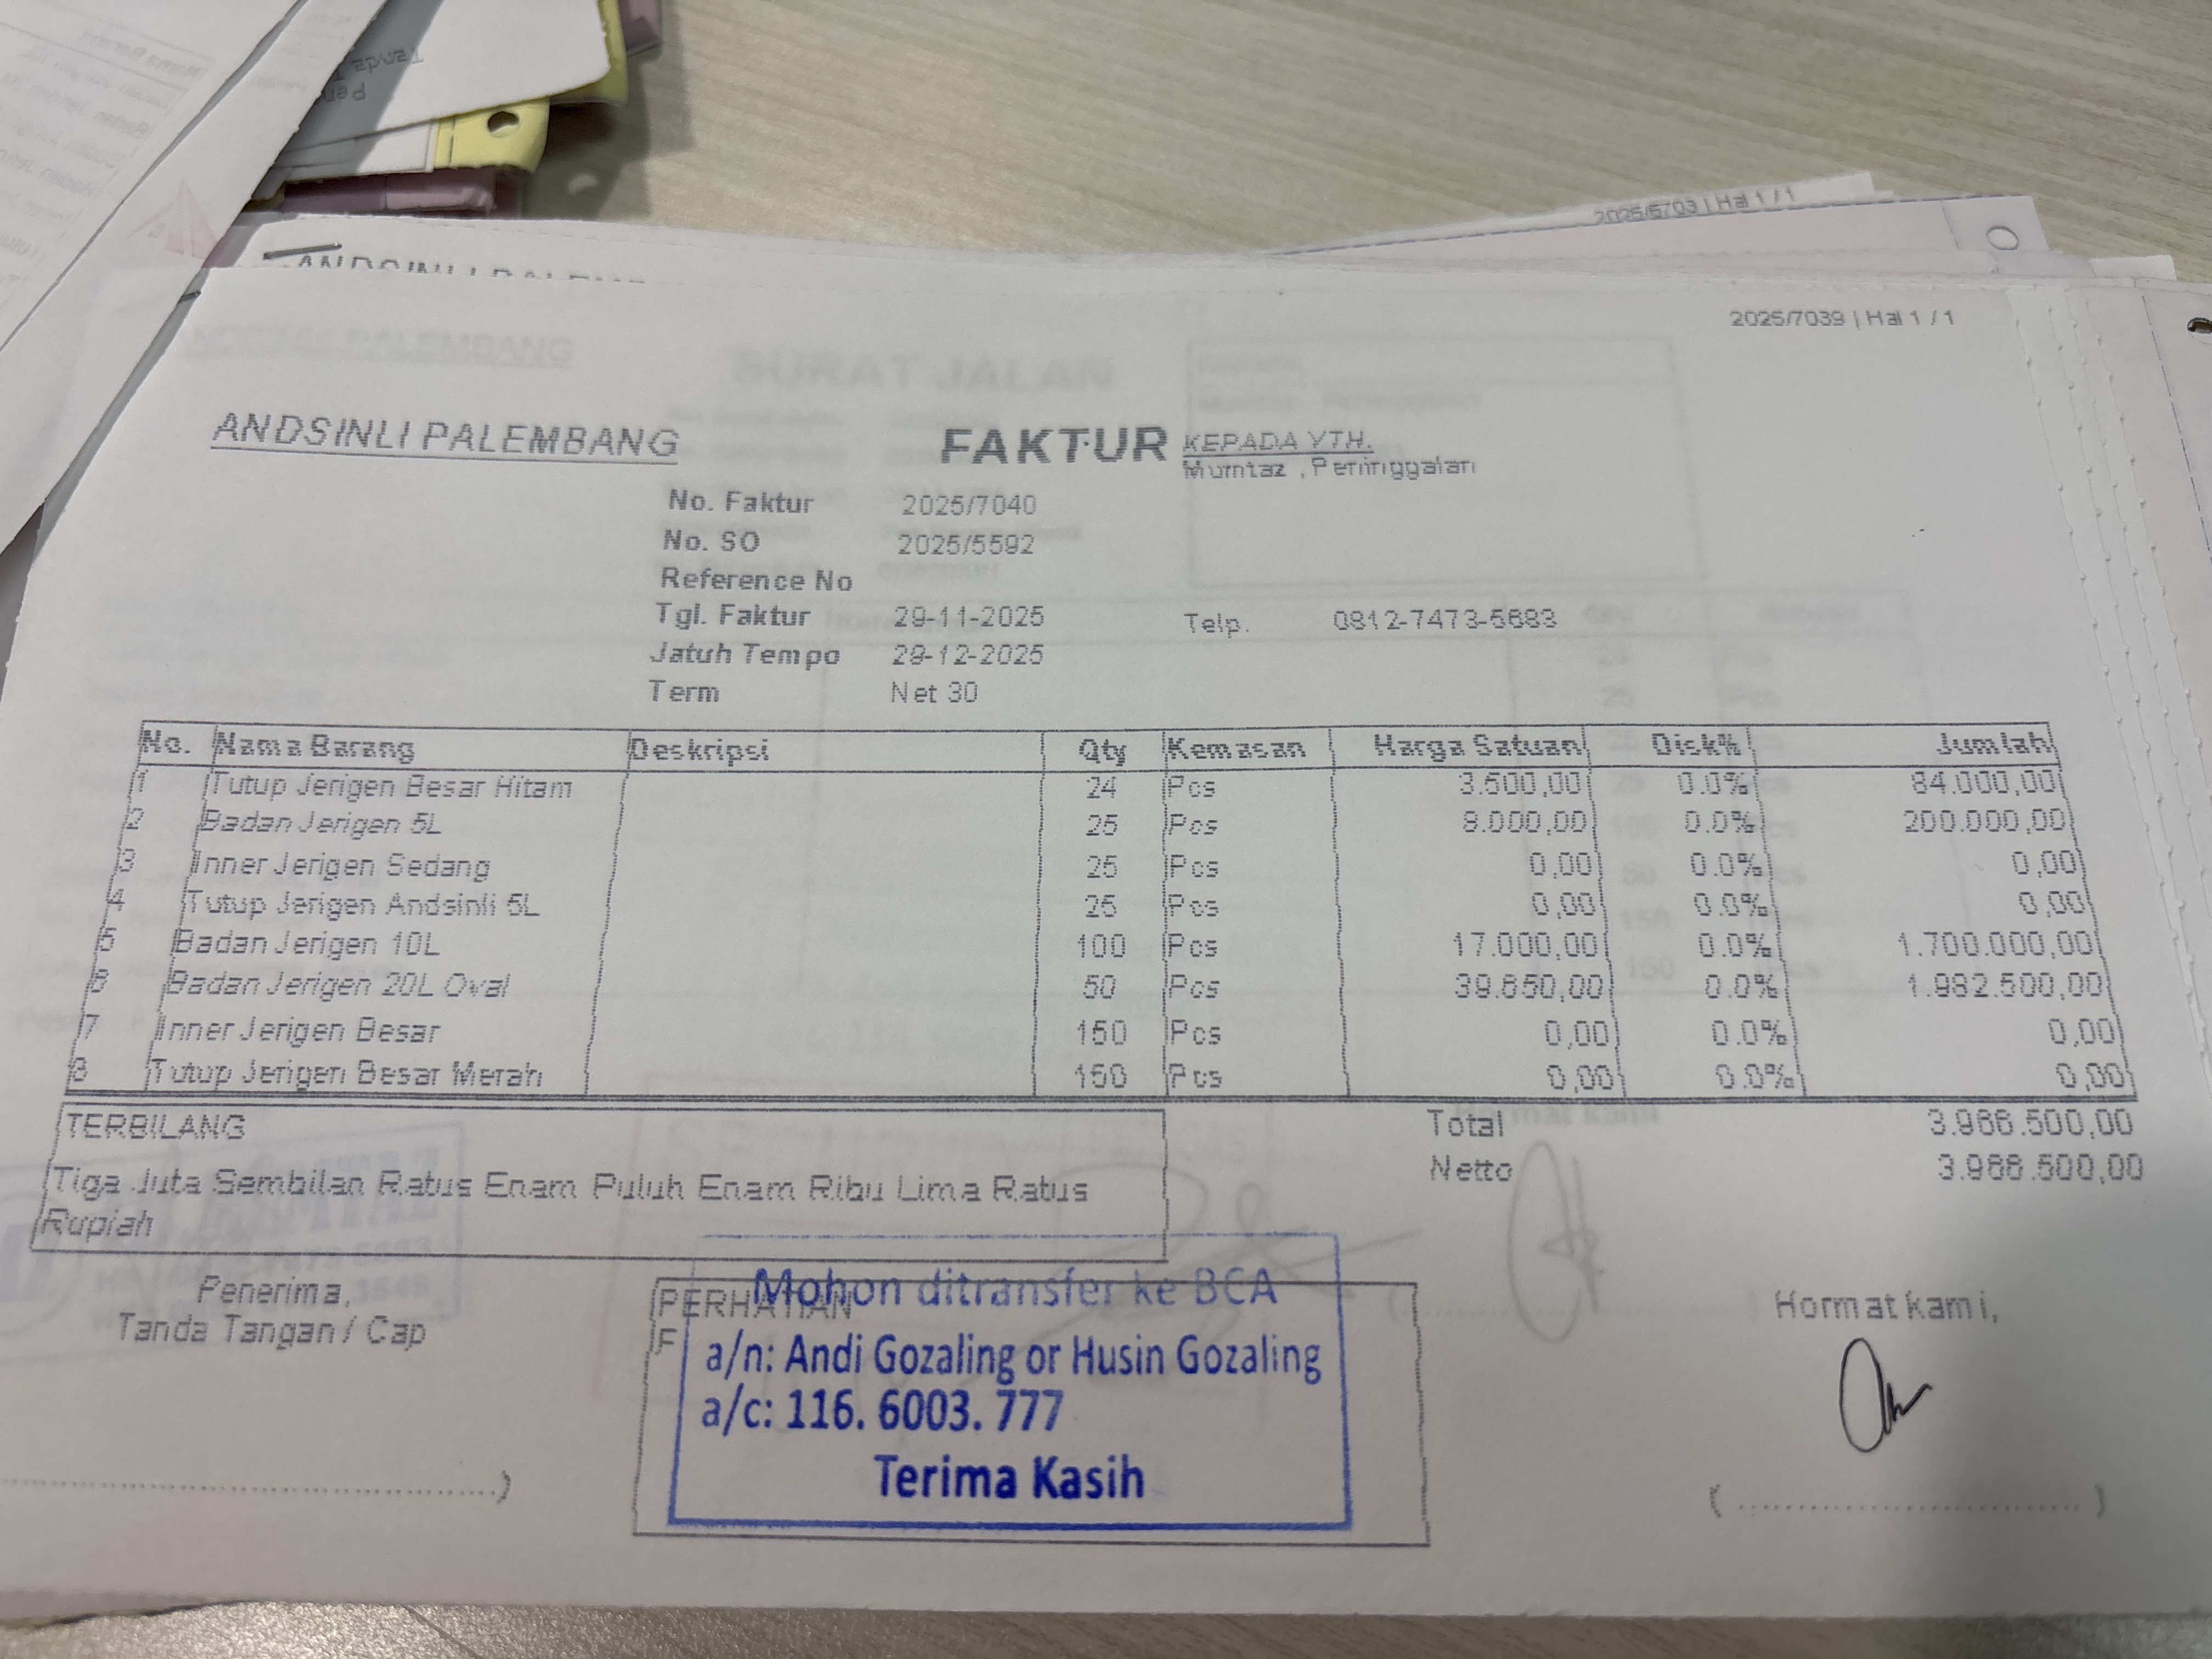 2025/6703 | Hal 1 / 1
2025/7039 | Hal 1 / 1
ANDSINLI PALEMBANG
FAKTUR
KEPADA YTH.
Mumtaz , Peninggalan
No. Faktur 2025/7040
No. SO 2025/5592
Reference No
Tgl. Faktur 29-11-2025
Telp. 0812-7473-5683
Jatuh Tempo 29-12-2025
Term Net 30
No. Nama Barang Deskripsi Qty Kemasan Harga Satuan Disk% Jumlah
1 Tutup Jerigen Besar Hitam 24 Pcs 3.500,00 0.0% 84.000,00
2 Badan Jerigen 5L 25 Pcs 8.000,00 0.0% 200.000,00
3 Inner Jerigen Sedang 25 Pcs 0,00 0.0% 0,00
4 Tutup Jerigen Andsinli 5L 25 Pcs 0,00 0.0% 0,00
5 Badan Jerigen 10L 100 Pcs 17.000,00 0.0% 1.700.000,00
6 Badan Jerigen 20L Oval 50 Pcs 39.650,00 0.0% 1.982.500,00
7 Inner Jerigen Besar 150 Pcs 0,00 0.0% 0,00
8 Tutup Jerigen Besar Merah 150 Pcs 0,00 0.0% 0,00
TERBILANG
Tiga Juta Sembilan Ratus Enam Puluh Enam Ribu Lima Ratus
Rupiah
Total 3.966.500,00
Netto 3.966.500,00
Penerima,
Tanda Tangan / Cap
PERHATIAN
Mohon ditransfer ke BCA
a/n: Andi Gozaling or Husin Gozaling
a/c: 116. 6003. 777
Terima Kasih
Hormat kami,